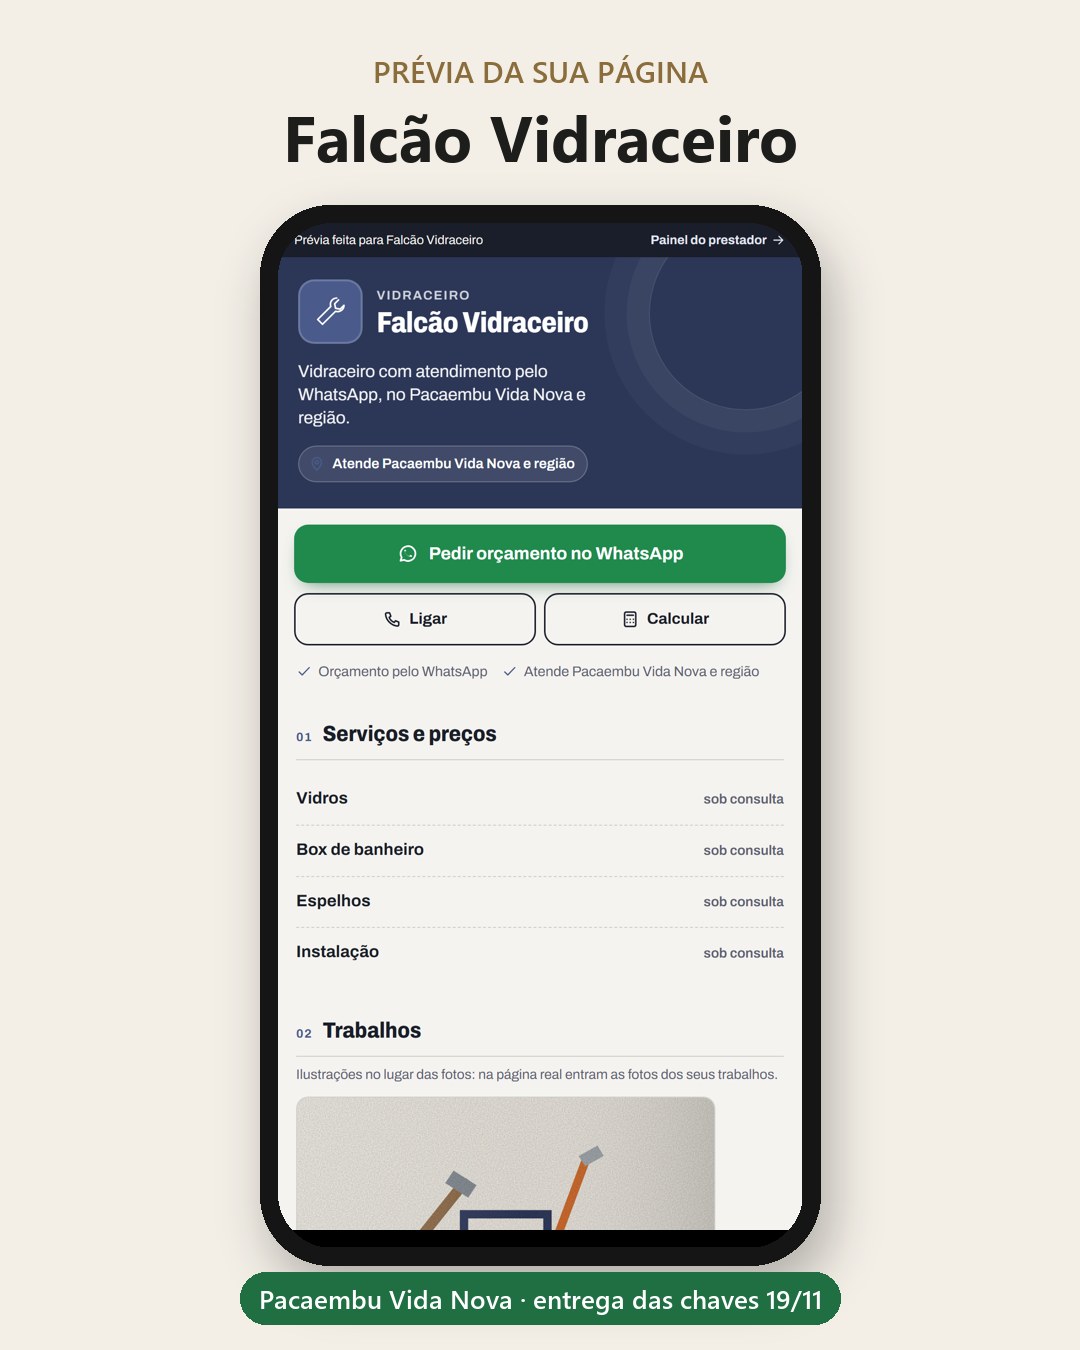 PRÉVIA DA SUA PÁGINA
Falcão Vidraceiro
Prévia feita para Falcão Vidraceiro
Painel do prestador →
VIDRACEIRO
Falcão Vidraceiro
Vidraceiro com atendimento pelo
WhatsApp, no Pacaembu Vida Nova e
região.
Atende Pacaembu Vida Nova e região
Pedir orçamento no WhatsApp
Ligar
Calcular
Orçamento pelo WhatsApp
Atende Pacaembu Vida Nova e região
01 Serviços e preços
Vidros sob consulta
Box de banheiro sob consulta
Espelhos sob consulta
Instalação sob consulta
02 Trabalhos
Ilustrações no lugar das fotos: na página real entram as fotos dos seus trabalhos.
Pacaembu Vida Nova · entrega das chaves 19/11